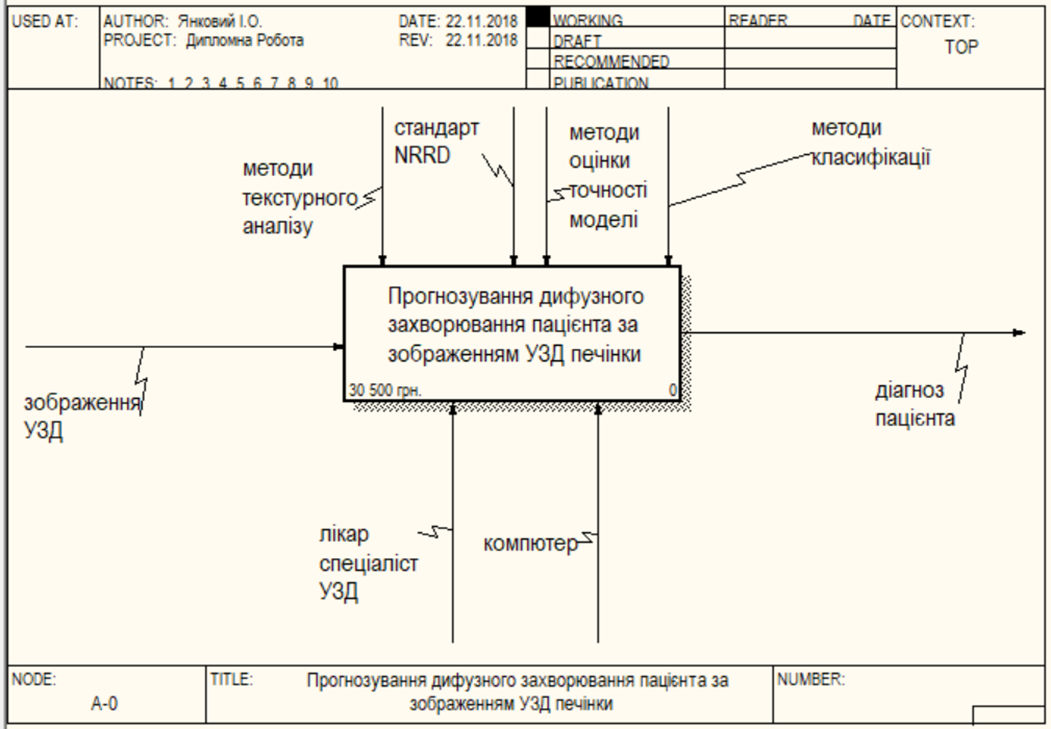 USED AT:
AUTHOR: Янковий І.О.
DATE: 22.11.2018
PROJECT: Дипломна Робота
REV: 22.11.2018
NOTES: 1 2 3 4 5 6 7 8 9 10
WORKING
DRAFT
RECOMMENDED
PUBLICATION
READER
DATE
CONTEXT:
TOP
методи
текстурного
аналізу
стандарт
NRRD
методи
оцінки
точності
моделі
методи
класифікації
Прогнозування дифузного
захворювання пацієнта за
зображенням УЗД печінки
30 500 грн.
0
зображення
УЗД
діагноз
пацієнта
лікар
спеціаліст
УЗД
компютер
NODE:
A-0
TITLE:
Прогнозування дифузного захворювання пацієнта за
зображенням УЗД печінки
NUMBER: